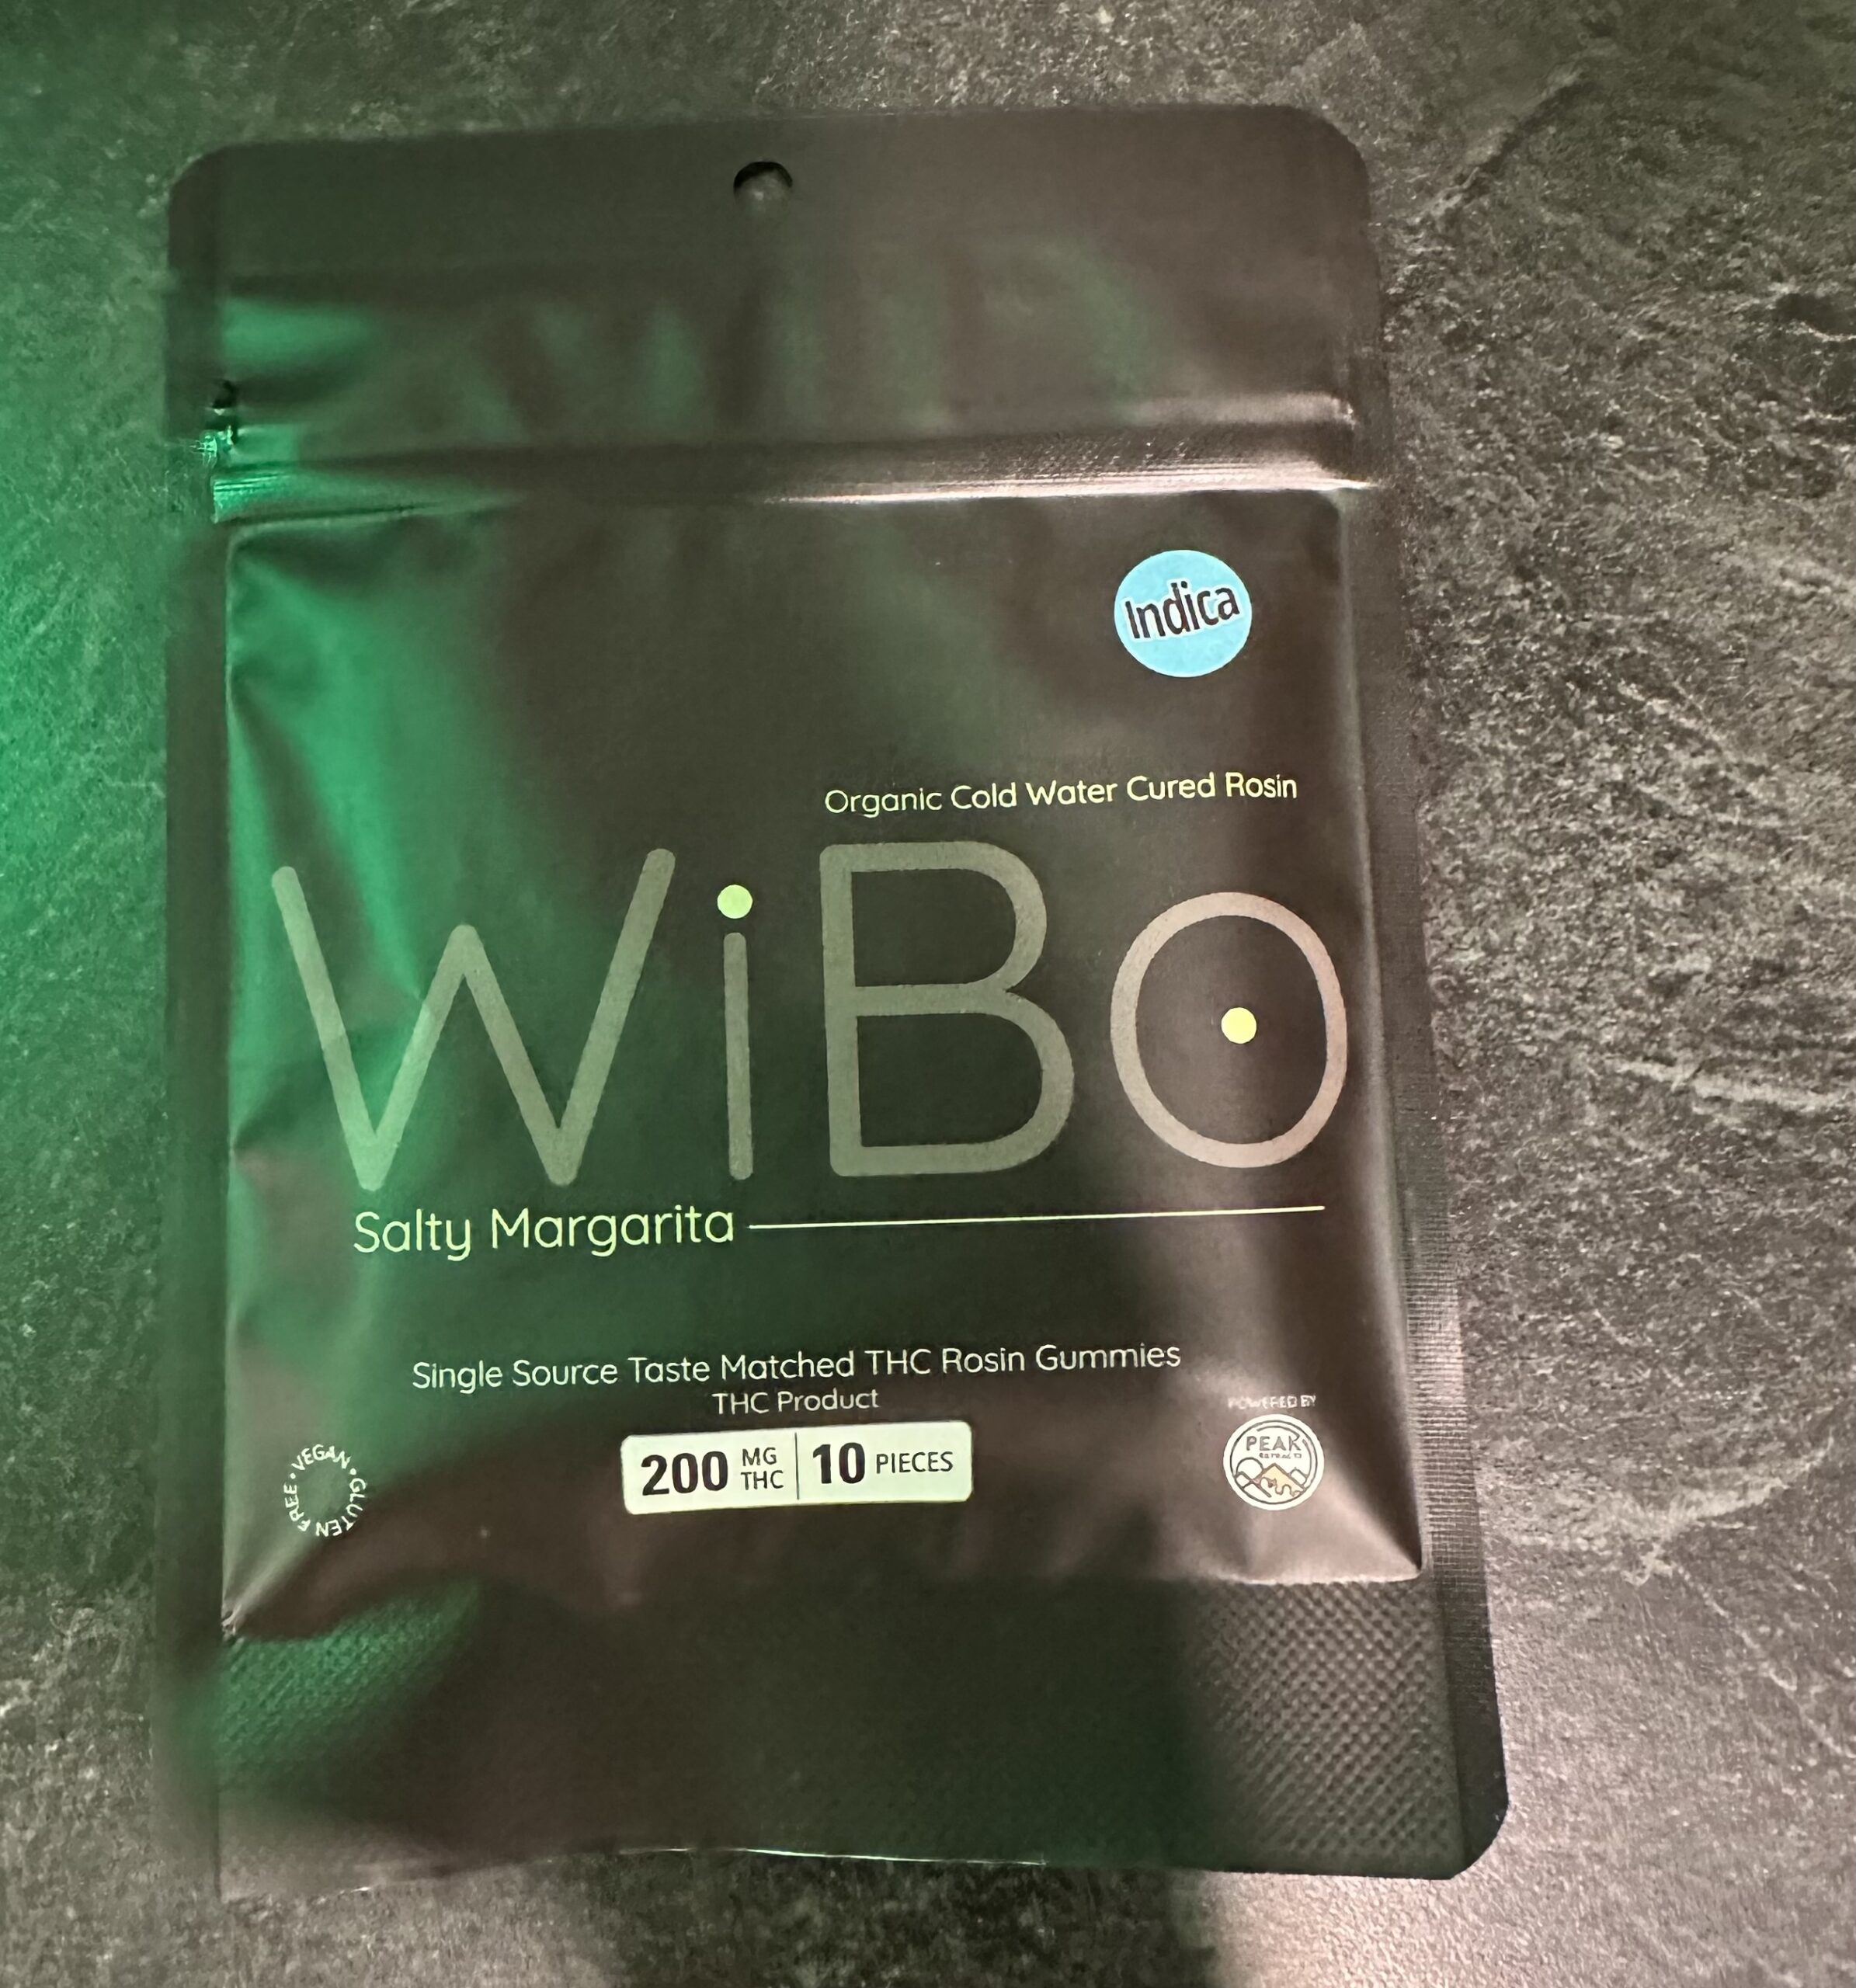 Indica
Organic Cold Water Cured Rosin
WiBo
Salty Margarita
Single Source Taste Matched THC Rosin Gummies
THC Product
200 MG THC 10 PIECES
VEGAN • GLUTEN FREE •
POWERED BY
PEAK
EXTRACTS